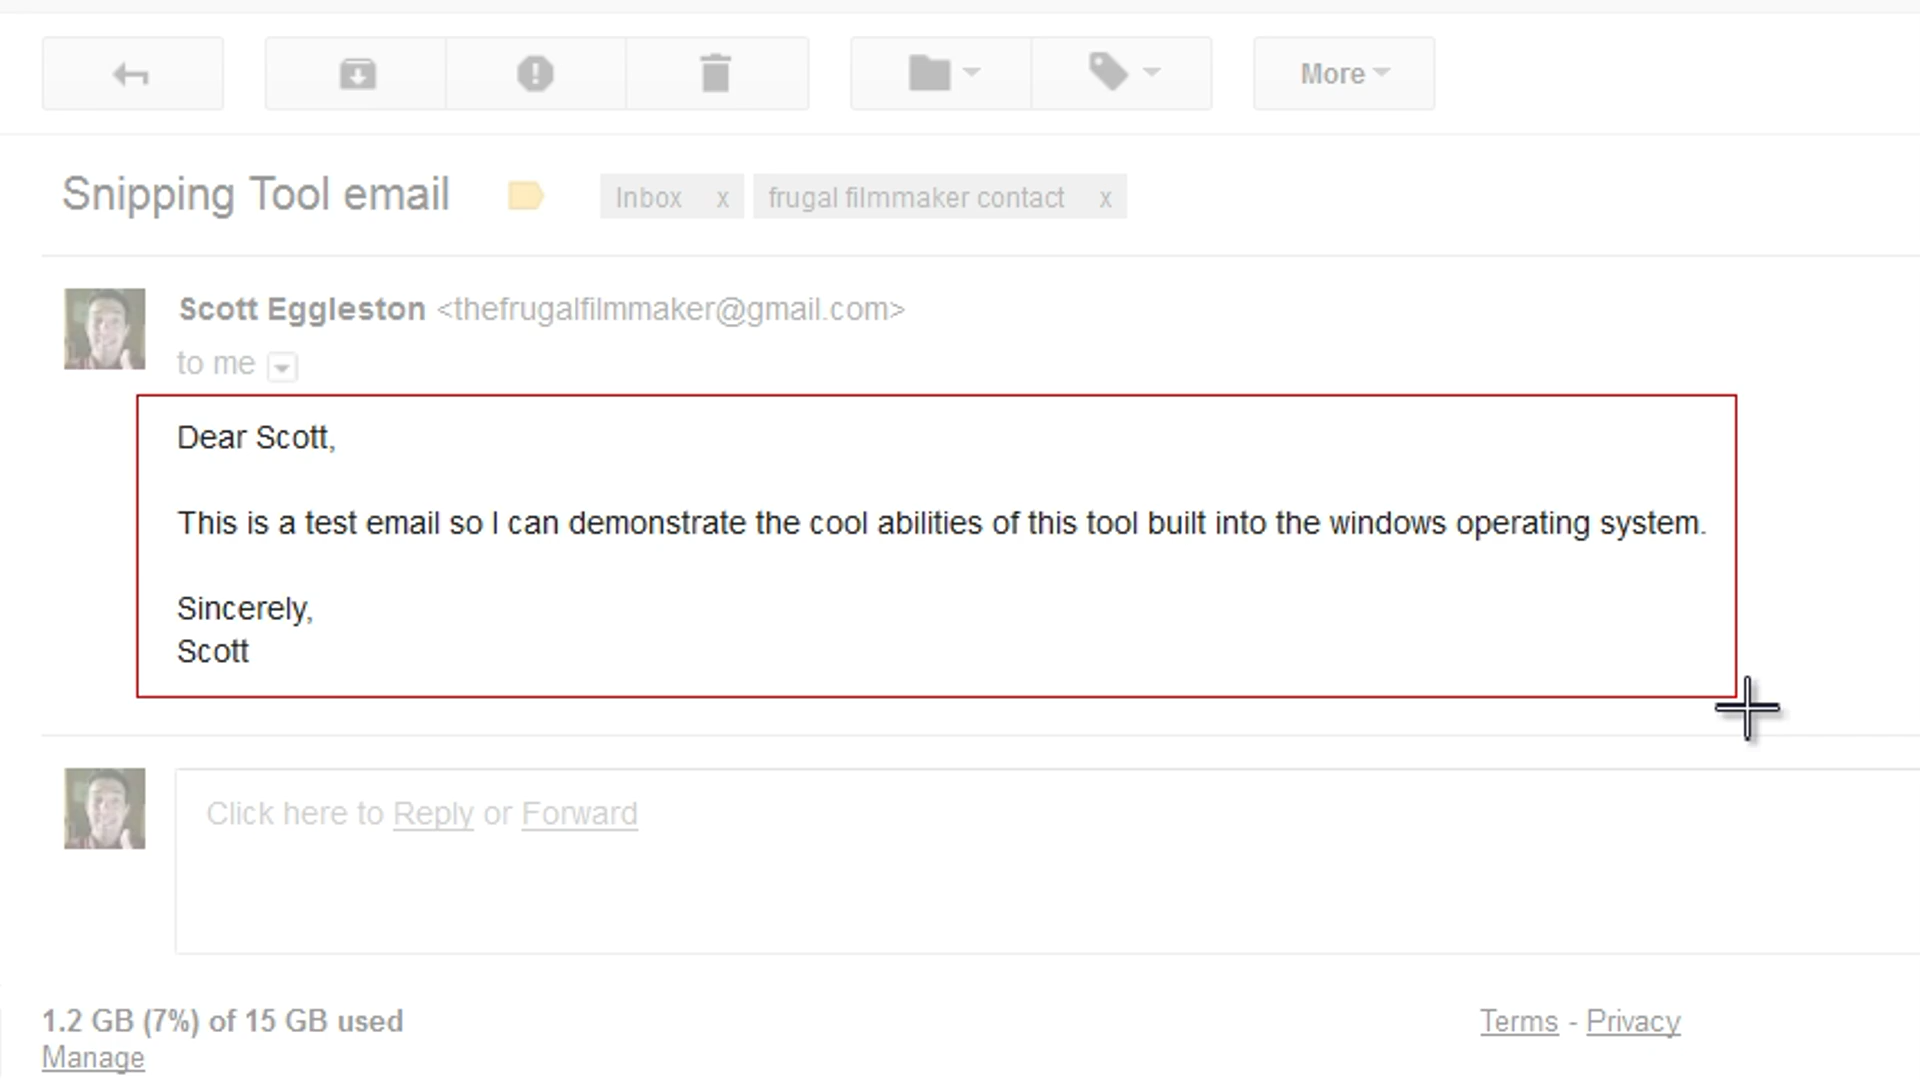 More
Snipping Tool email
Inbox x
frugal filmmaker contact x
Scott Eggleston <thefrugalfilmmaker@gmail.com>
to me
Dear Scott,
This is a test email so I can demonstrate the cool abilities of this tool built into the windows operating system.
Sincerely,
Scott
Click here to Reply or Forward
1.2 GB (7%) of 15 GB used
Manage
Terms - Privacy